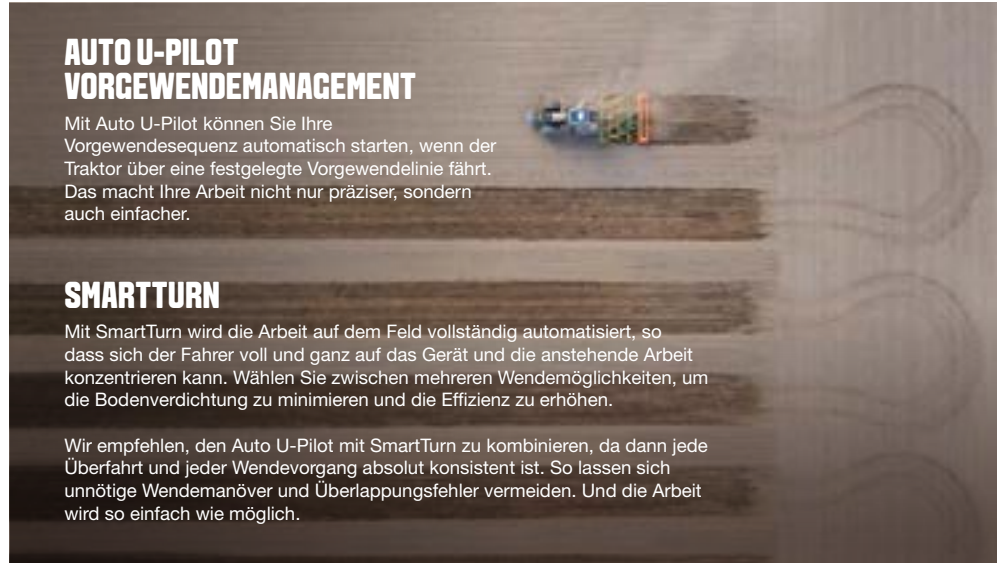 AUTO U-PILOT
VORGEWENDEMANAGEMENT
Mit Auto U-Pilot können Sie Ihre
Vorgewendesequenz automatisch starten, wenn der
Traktor über eine festgelegte Vorgewendelinie fährt.
Das macht Ihre Arbeit nicht nur präziser, sondern
auch einfacher.
SMARTTURN
Mit SmartTurn wird die Arbeit auf dem Feld vollständig automatisiert, so
dass sich der Fahrer voll und ganz auf das Gerät und die anstehende Arbeit
konzentrieren kann. Wählen Sie zwischen mehreren Wendemöglichkeiten, um
die Bodenverdichtung zu minimieren und die Effizienz zu erhöhen.
Wir empfehlen, den Auto U-Pilot mit SmartTurn zu kombinieren, da dann jede
Überfahrt und jeder Wendevorgang absolut konsistent ist. So lassen sich
unnötige Wendemanöver und Überlappungsfehler vermeiden. Und die Arbeit
wird so einfach wie möglich.